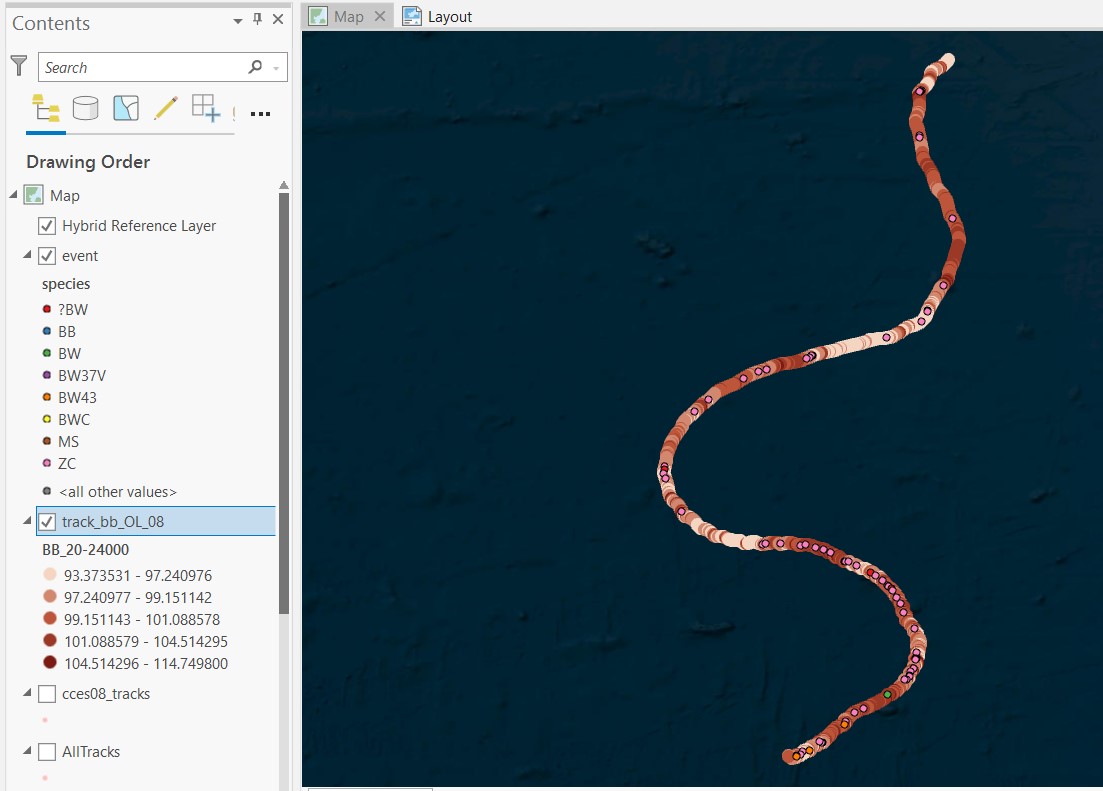 Contents
Map
Layout
Search
Drawing Order
Map
Hybrid Reference Layer
event
species
?BW
BB
BW
BW37V
BW43
BWC
MS
ZC
<all other values>
track_bb_OL_08
BB_20-24000
93.373531 - 97.240976
97.240977 - 99.151142
99.151143 - 101.088578
101.088579 - 104.514295
104.514296 - 114.749800
cces08_tracks
AllTracks